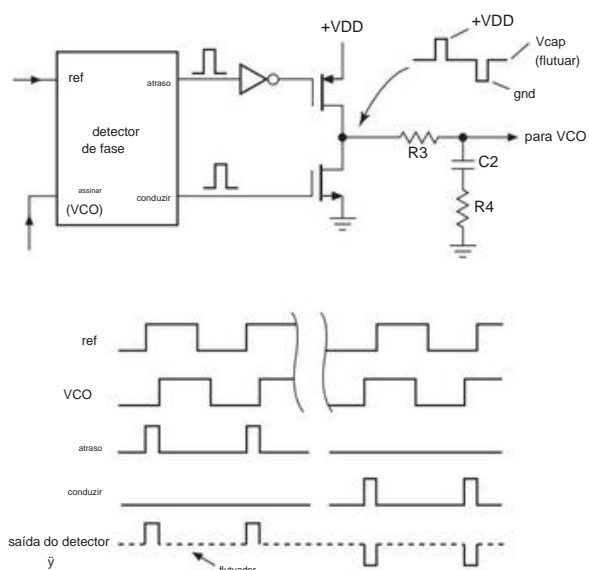 +VDD
+VDD
Vcap
(flutuar)
gnd
ref
atraso
detector
de fase
assinar
(VCO)
conduzir
R3
para VCO
C2
R4
ref
VCO
atraso
conduzir
saída do detector
ÿ
flutuador